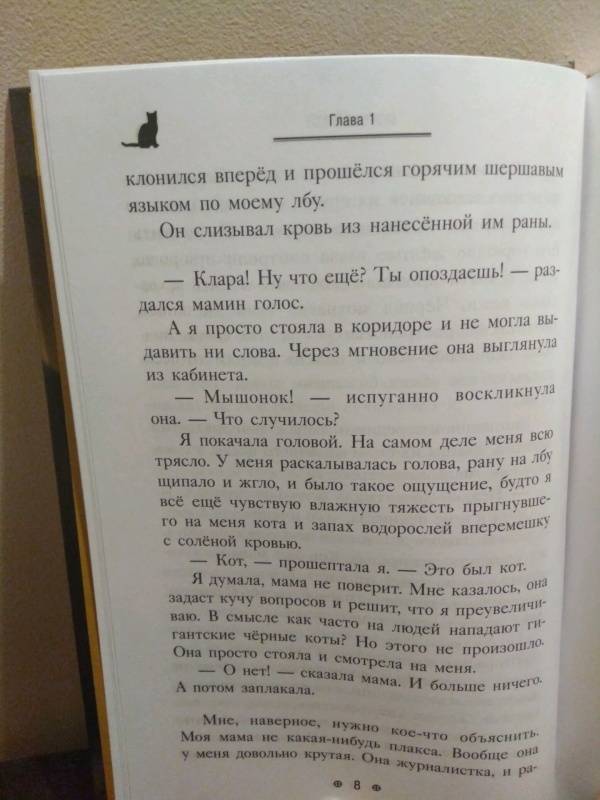 Глава 1
клонился вперёд и прошёлся горячим шершавым
языком по моему лбу.
Он слизывал кровь из нанесённой им раны.
— Клара! Ну что ещё? Ты опоздаешь! — раз-
дался мамин голос.
А я просто стояла в коридоре и не могла вы-
давить ни слова. Через мгновение она выглянула
из кабинета.
— Мышонок! — испуганно воскликнула
она. — Что случилось?
Я покачала головой. На самом деле меня всю
трясло. У меня раскалывалась голова, рану на лбу
щипало и жгло, и было такое ощущение, будто я
всё ещё чувствую влажную тяжесть прыгнувше-
го на меня кота и запах водорослей вперемешку
с солёной кровью.
— Кот, — прошептала я. — Это был кот.
Я думала, мама не поверит. Мне казалось, она
задаст кучу вопросов и решит, что я преувеличи-
ваю. В смысле как часто на людей нападают ги-
гантские чёрные коты? Но этого не произошло.
Она просто стояла и смотрела на меня.
— О нет! — сказала мама. И больше ничего.
А потом заплакала.
Мне, наверное, нужно кое-что объяснить.
Моя мама не какая-нибудь плакса. Вообще она
у меня довольно крутая. Она журналистка, и ра-
8